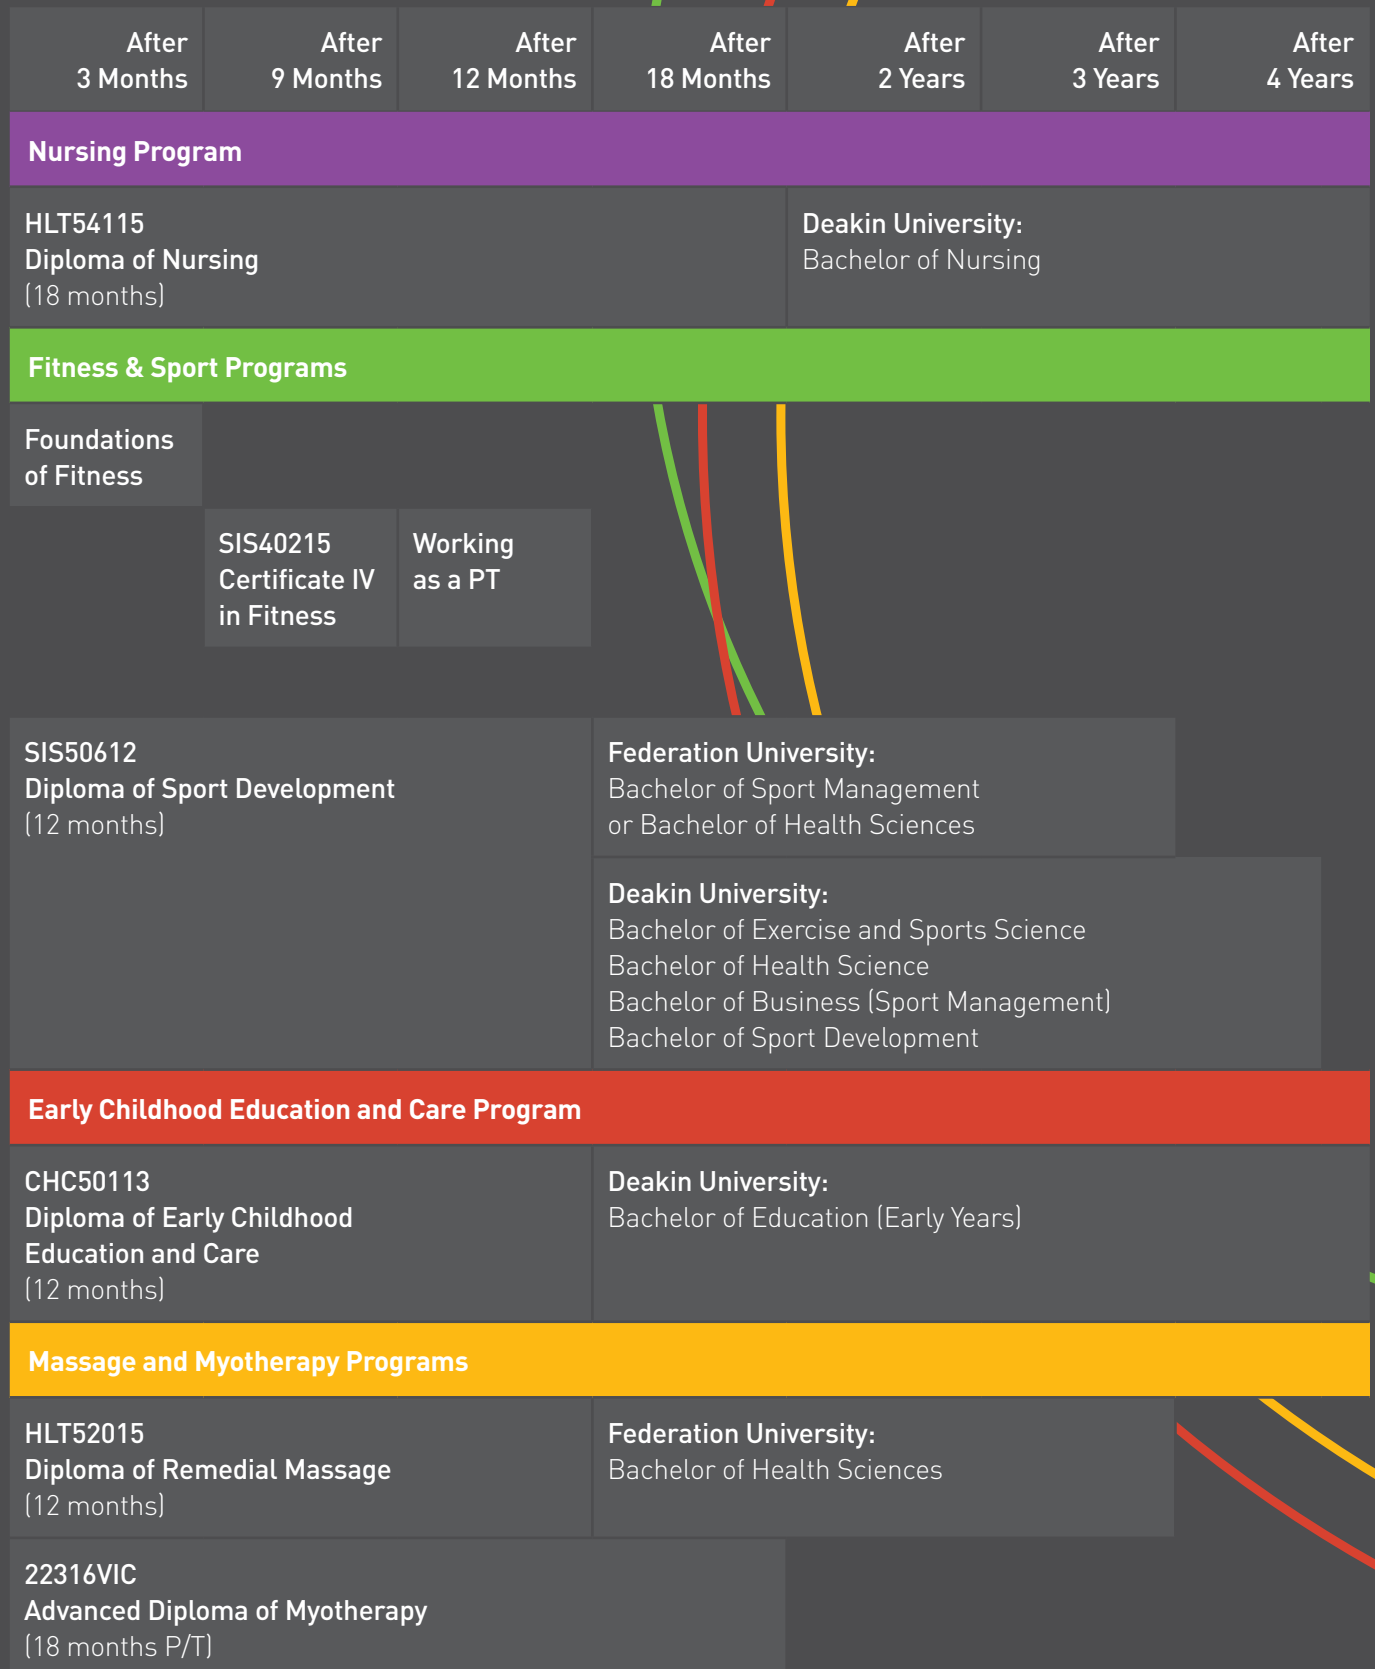 After
3 Months
After
9 Months
After
12 Months
After
18 Months
After
2 Years
After
3 Years
After
4 Years
Nursing Program
HLT54115
Diploma of Nursing
(18 months)
Deakin University:
Bachelor of Nursing
Fitness & Sport Programs
Foundations
of Fitness
SIS40215
Certificate IV
in Fitness
Working
as a PT
SIS50612
Diploma of Sport Development
(12 months)
Federation University:
Bachelor of Sport Management
or Bachelor of Health Sciences
Deakin University:
Bachelor of Exercise and Sports Science
Bachelor of Health Science
Bachelor of Business (Sport Management)
Bachelor of Sport Development
Early Childhood Education and Care Program
CHC50113
Diploma of Early Childhood
Education and Care
(12 months)
Deakin University:
Bachelor of Education (Early Years)
Massage and Myotherapy Programs
HLT52015
Diploma of Remedial Massage
(12 months)
Federation University:
Bachelor of Health Sciences
22316VIC
Advanced Diploma of Myotherapy
(18 months P/T)